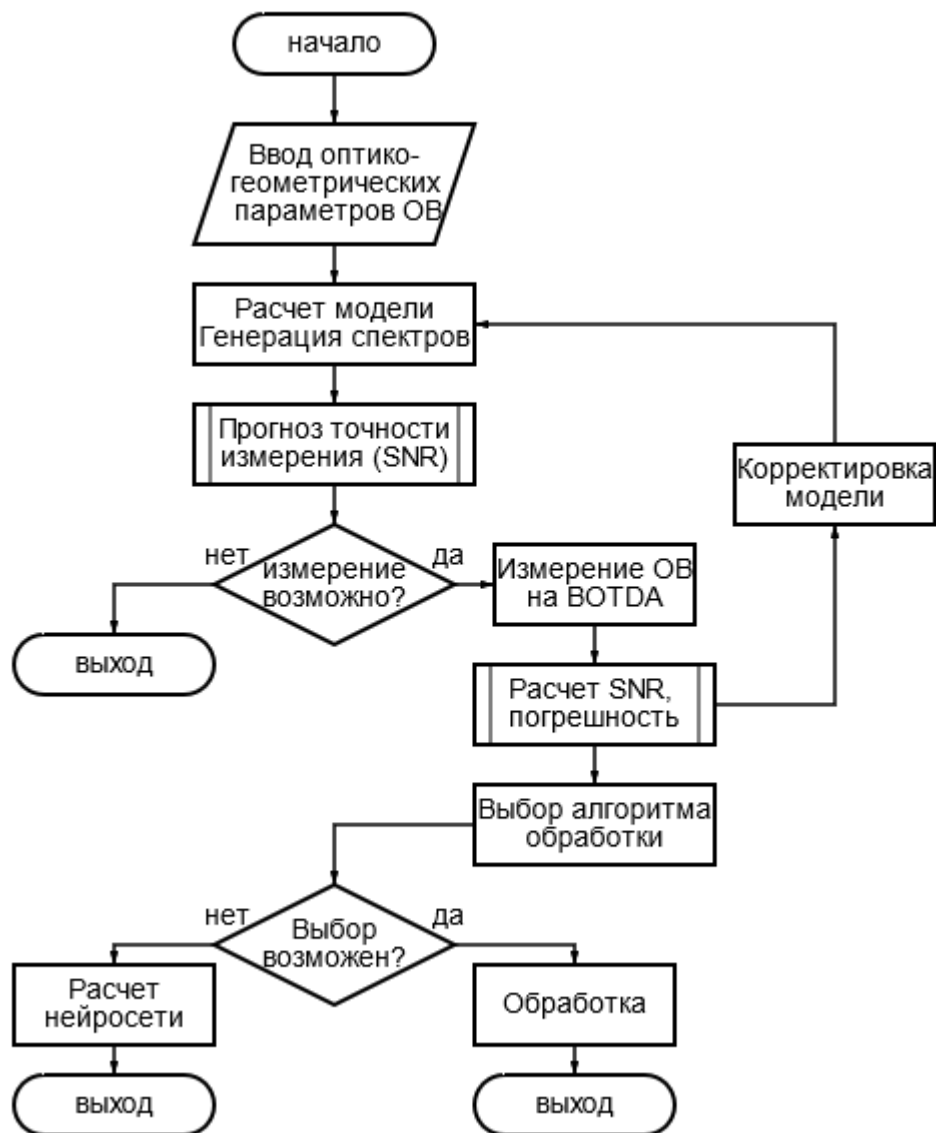 начало
Ввод оптико-
геометрических
параметров ОВ
Расчет модели
Генерация спектров
Прогноз точности
измерения (SNR)
Корректировка
модели
нет
да
измерение
возможно?
Измерение ОВ
на BOTDA
выход
Расчет SNR,
погрешность
Выбор алгоритма
обработки
нет
да
Выбор
возможен?
Расчет
нейросети
Обработка
выход
выход